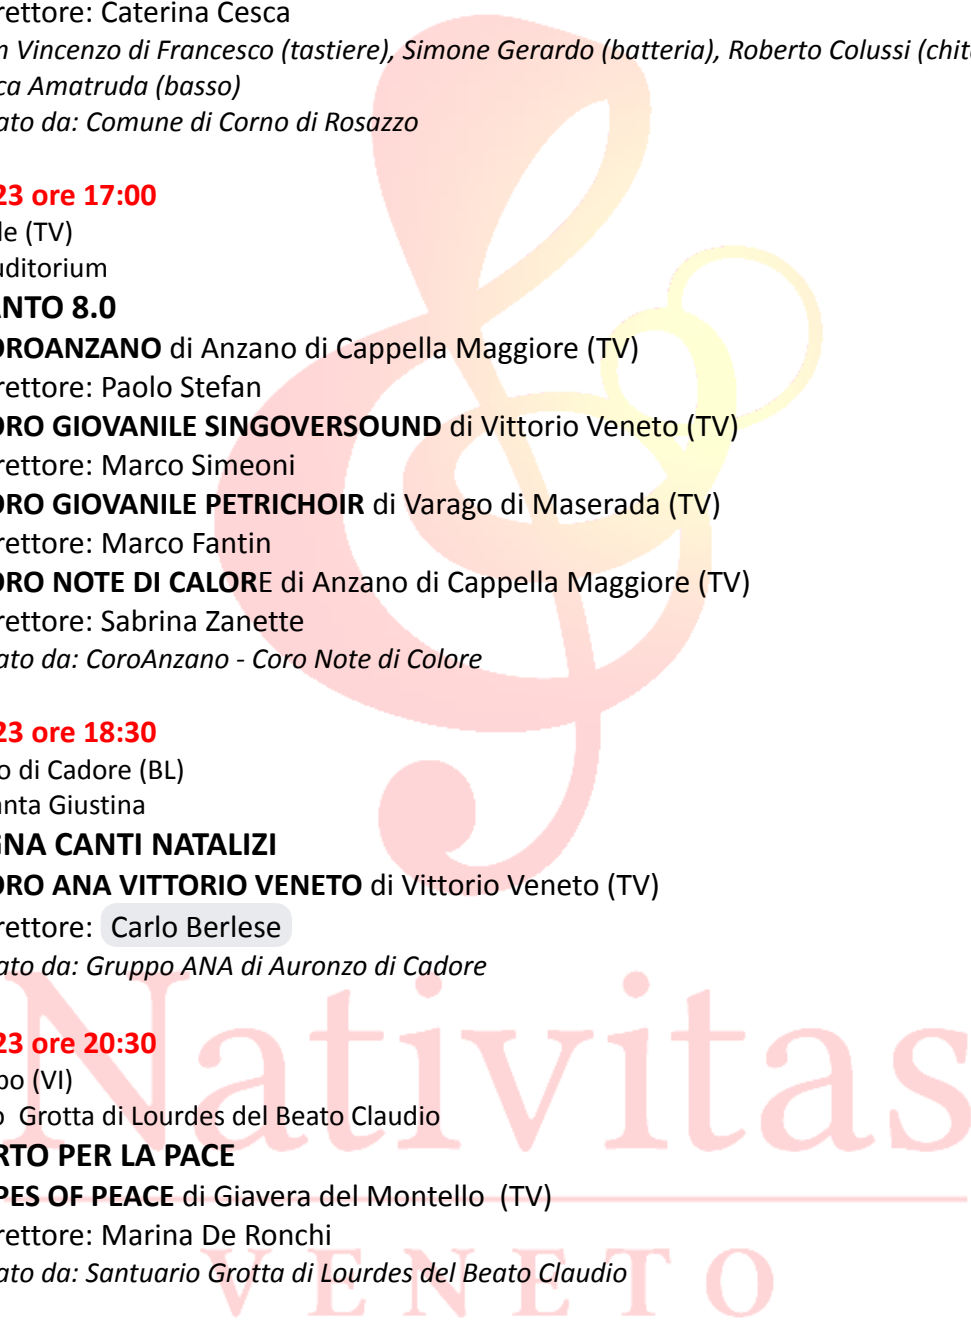 rettore: Caterina Cesca
n Vincenzo di Francesco (tastiere), Simone Gerardo (batteria), Roberto Colussi (chit
ca Amatruda (basso)
ato da: Comune di Corno di Rosazzo
23 ore 17:00
le (TV)
uditorium
ANTO 8.0
OROANZANO di Anzano di Cappella Maggiore (TV)
rettore: Paolo Stefan
ORO GIOVANILE SINGOVERSOUND di Vittorio Veneto (TV)
rettore: Marco Simeoni
ORO GIOVANILE PETRICHOIR di Varago di Maserada (TV)
rettore: Marco Fantin
ORO NOTE DI CALORE di Anzano di Cappella Maggiore (TV)
rettore: Sabrina Zanette
ato da: CoroAnzano - Coro Note di Colore
23 ore 18:30
o di Cadore (BL)
anta Giustina
GNA CANTI NATALIZI
ORO ANA VITTORIO VENETO di Vittorio Veneto (TV)
rettore: Carlo Berlese
ato da: Gruppo ANA di Auronzo di Cadore
23 ore 20:30
po (VI)
o Grotta di Lourdes del Beato Claudio
RTO PER LA PACE
PES OF PEACE di Giavera del Montello (TV)
rettore: Marina De Ronchi
ato da: Santuario Grotta di Lourdes del Beato Claudio
Nativitas
VENETO